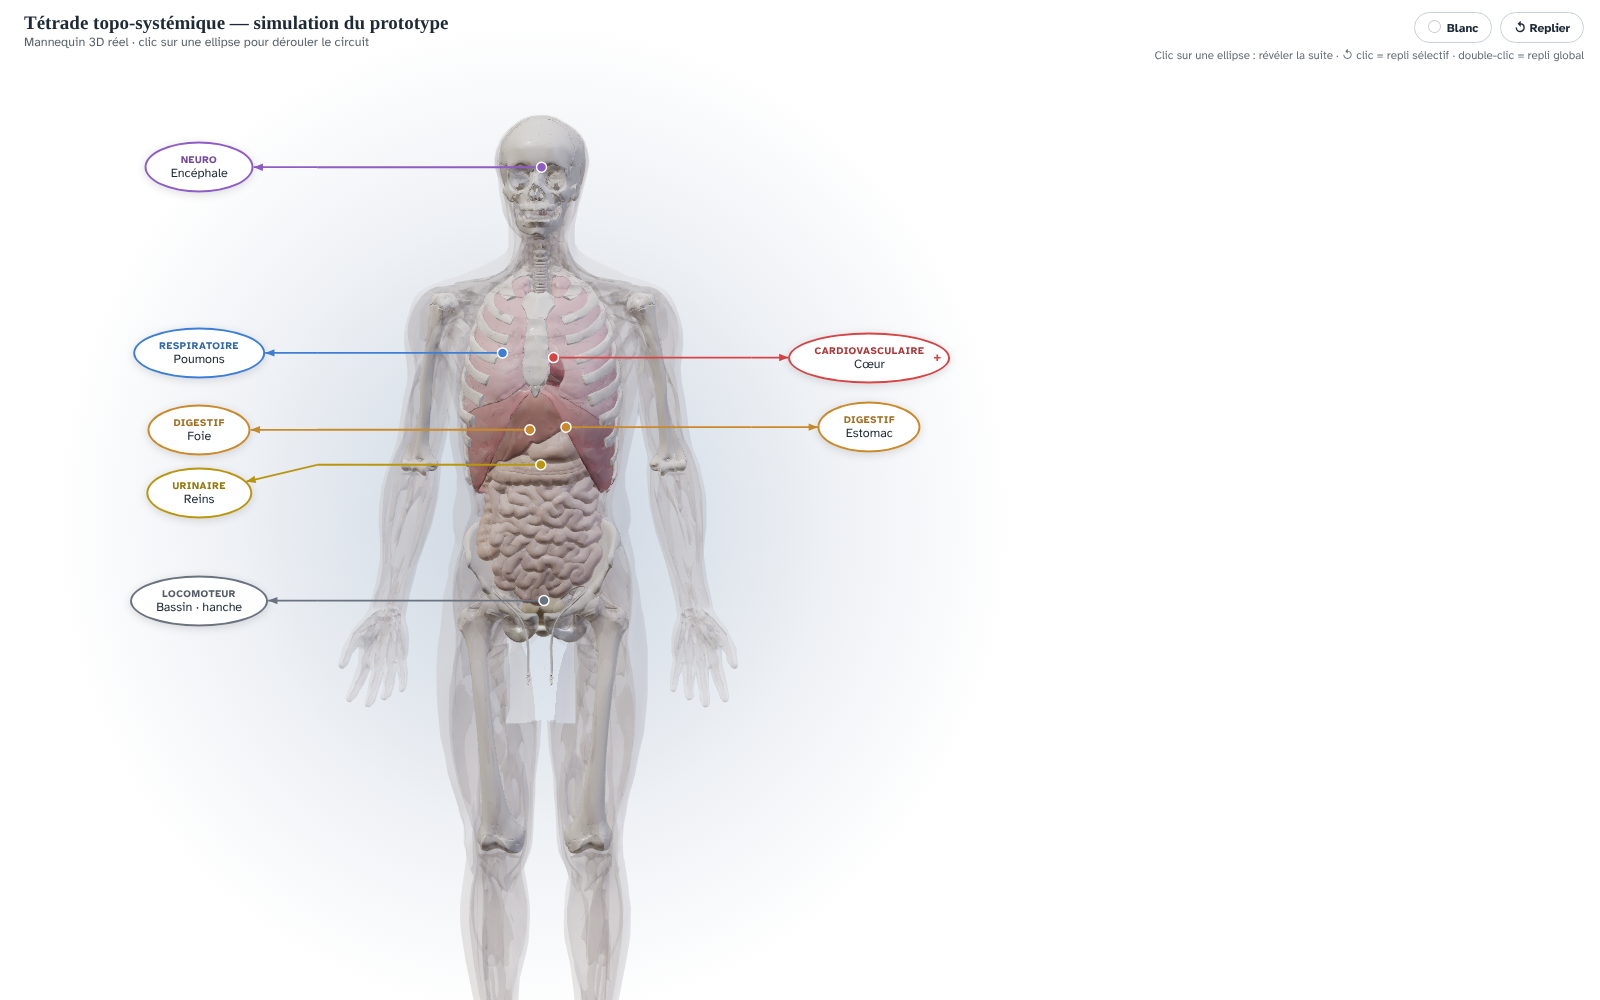 Tétrade topo-systémique — simulation du prototype
Mannequin 3D réel · clic sur une ellipse pour dérouler le circuit
Blanc
↺ Replier
Clic sur une ellipse : révéler la suite · ↺ clic = repli sélectif · double-clic = repli global
NEURO
Encéphale
RESPIRATOIRE
Poumons
CARDIOVASCULAIRE +
Cœur
DIGESTIF
Foie
DIGESTIF
Estomac
URINAIRE
Reins
LOCOMOTEUR
Bassin · hanche